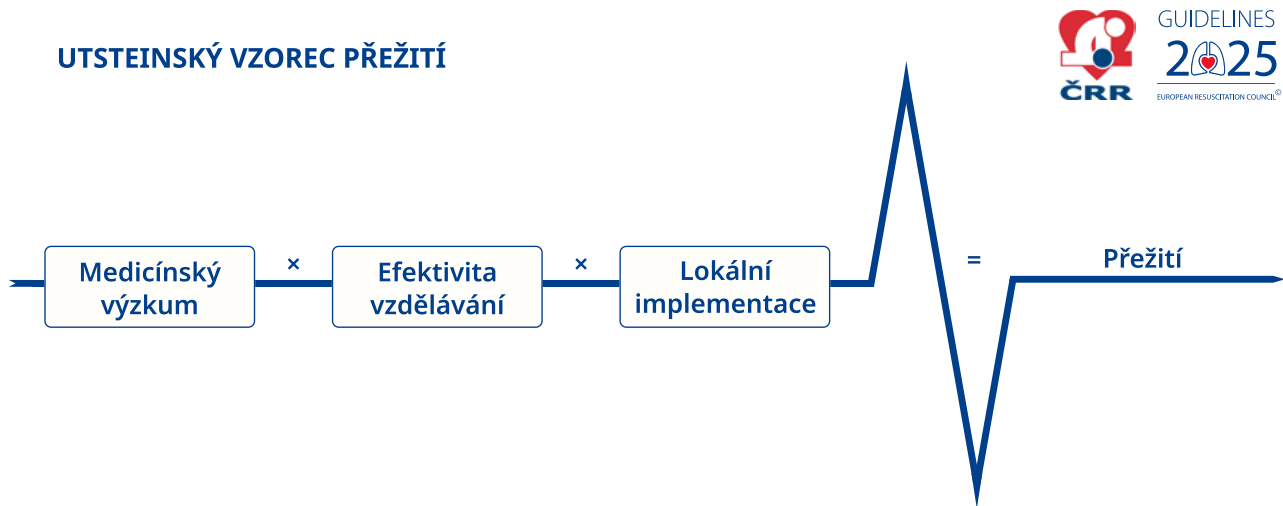 UTSTEINSKÝ VZOREC PŘEŽITÍ
ČRR
GUIDELINES
2025
EUROPEAN RESUSCITATION COUNCIL©
Medicínský
výzkum
×
Efektivita
vzdělávání
×
Lokální
implementace
=
Přežití